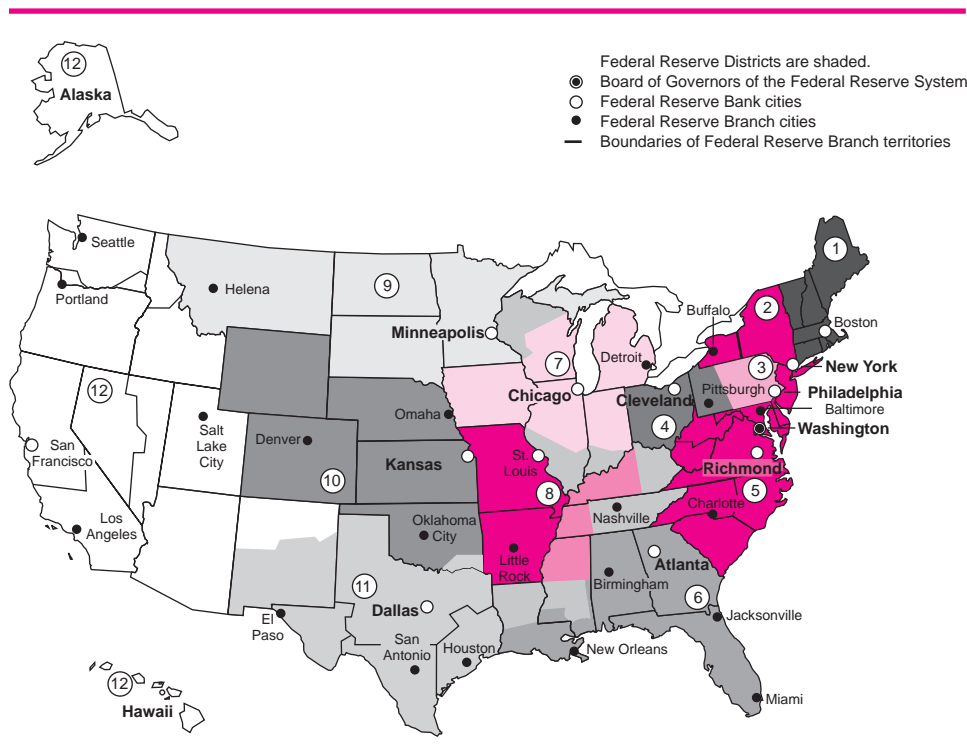 12
Alaska
Federal Reserve Districts are shaded.
Board of Governors of the Federal Reserve System
Federal Reserve Bank cities
Federal Reserve Branch cities
Boundaries of Federal Reserve Branch territories
Seattle
Portland
Helena
9
Minneapolis
1
2
Buffalo
Boston
7
Detroit
3
New York
12
Chicago
Cleveland
Pittsburgh
Philadelphia
Baltimore
Washington
Omaha
4
San
Francisco
Salt
Lake
City
Denver
10
Kansas
St.
Louis
8
Richmond
5
Charlotte
Los
Angeles
Oklahoma
City
Nashville
Little
Rock
Atlanta
Birmingham
11
Dallas
6
Jacksonville
El
Paso
San
Antonio
Houston
New Orleans
Miami
12
Hawaii